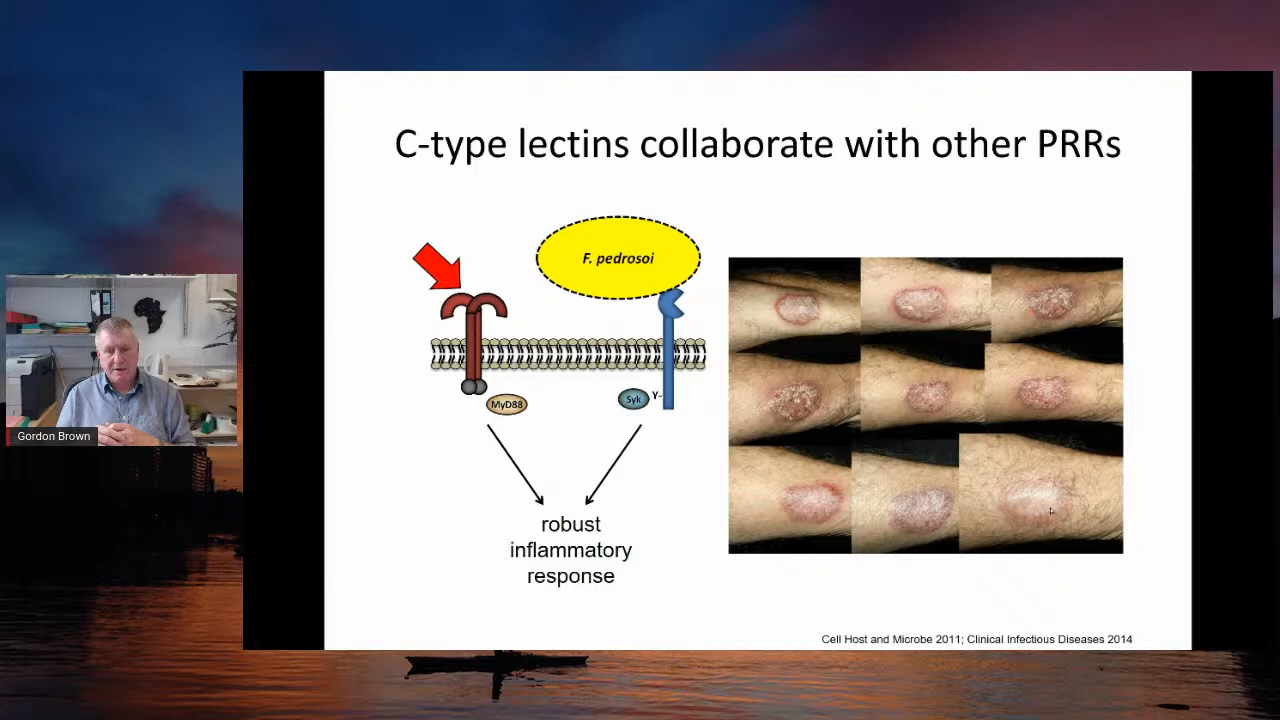 C-type lectins collaborate with other PRRs
F. pedrosoi
MyD88
Syk
Y-
robust
inflammatory
response
Gordon Brown
Cell Host and Microbe 2011; Clinical Infectious Diseases 2014